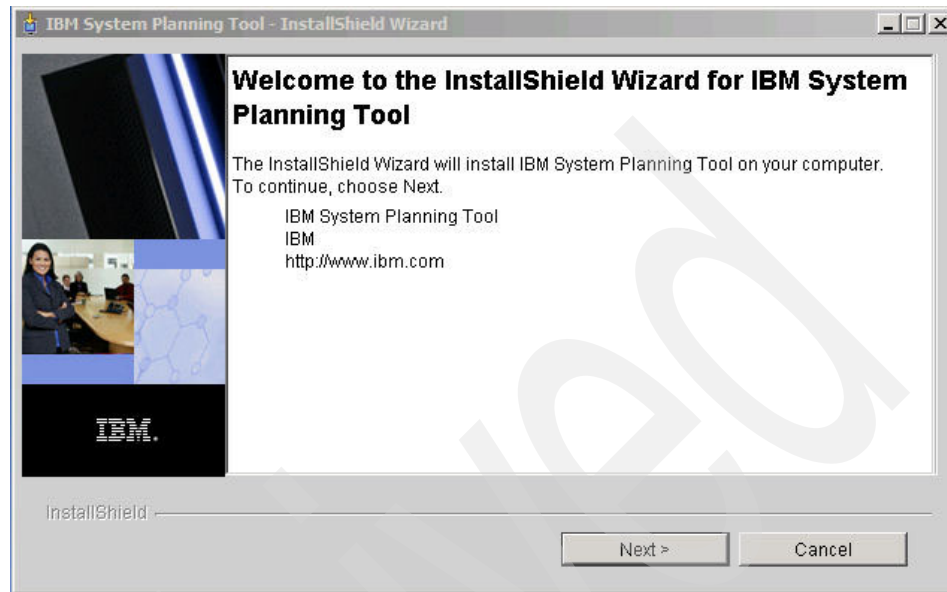 IBM System Planning Tool - InstallShield Wizard
Welcome to the InstallShield Wizard for IBM System
Planning Tool
The InstallShield Wizard will install IBM System Planning Tool on your computer.
To continue, choose Next.
IBM System Planning Tool
IBM
http://www.ibm.com
IBM.
InstallShield
Next >
Cancel